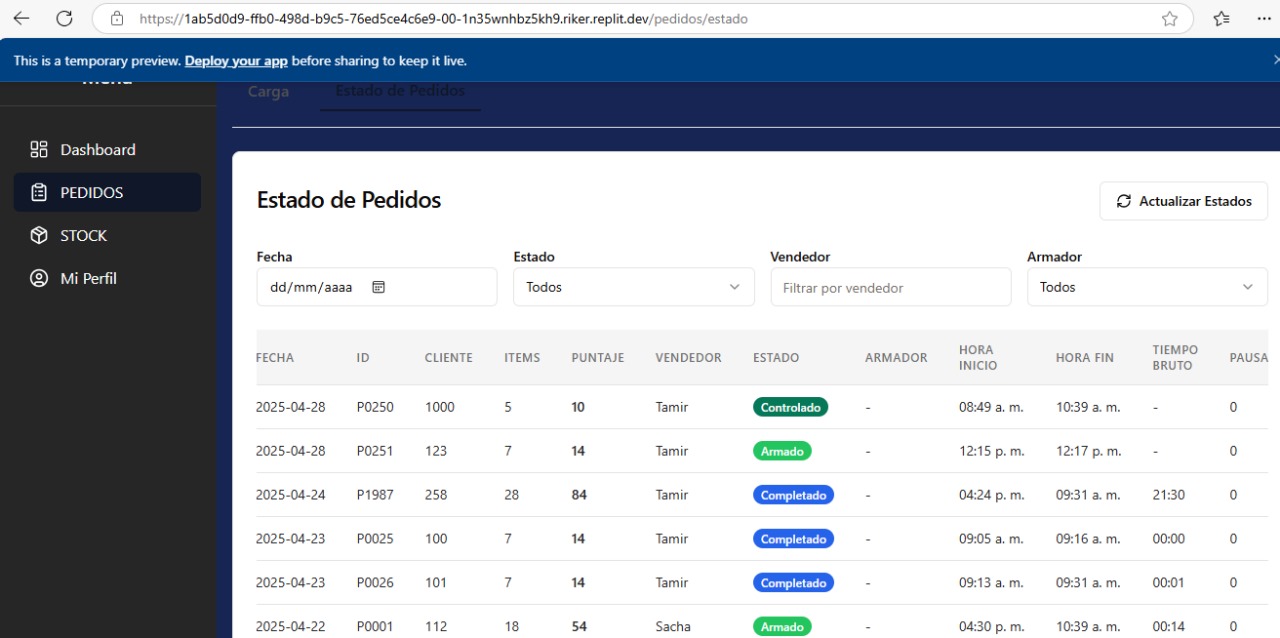 https://1ab5d0d9-ffb0-498d-b9c5-76ed5ce4c6e9-00-1n35wnhbz5kh9.riker.replit.dev/pedidos/estado
This is a temporary preview. Deploy your app before sharing to keep it live.
Carga Estado de Pedidos
Dashboard
PEDIDOS
STOCK
Mi Perfil
Estado de Pedidos
Actualizar Estados
Fecha Estado Vendedor Armador
dd/mm/aaaa Todos Filtrar por vendedor Todos
FECHA ID CLIENTE ITEMS PUNTAJE VENDEDOR ESTADO ARMADOR HORA INICIO HORA FIN TIEMPO BRUTO PAUSA
2025-04-28 P0250 1000 5 10 Tamir Controlado - 08:49 a. m. 10:39 a. m. - 0
2025-04-28 P0251 123 7 14 Tamir Armado - 12:15 p. m. 12:17 p. m. - 0
2025-04-24 P1987 258 28 84 Tamir Completado - 04:24 p. m. 09:31 a. m. 21:30 0
2025-04-23 P0025 100 7 14 Tamir Completado - 09:05 a. m. 09:16 a. m. 00:00 0
2025-04-23 P0026 101 7 14 Tamir Completado - 09:13 a. m. 09:31 a. m. 00:01 0
2025-04-22 P0001 112 18 54 Sacha Armado - 04:30 p. m. 10:39 a. m. 00:14 0